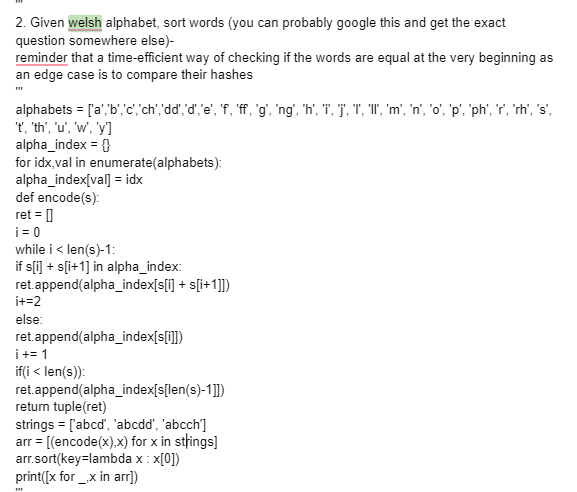 '''
2. Given welsh alphabet, sort words (you can probably google this and get the exact
question somewhere else)-
reminder that a time-efficient way of checking if the words are equal at the very beginning as
an edge case is to compare their hashes
'''
alphabets = ['a','b','c','ch','dd','d','e', 'f', 'ff', 'g', 'ng', 'h', 'i', 'j', 'l', 'll', 'm', 'n', 'o', 'p', 'ph', 'r', 'rh', 's',
't', 'th', 'u', 'w', 'y']
alpha_index = {}
for idx,val in enumerate(alphabets):
alpha_index[val] = idx
def encode(s):
ret = []
i = 0
while i < len(s)-1:
if s[i] + s[i+1] in alpha_index:
ret.append(alpha_index[s[i] + s[i+1]])
i+=2
else:
ret.append(alpha_index[s[i]])
i += 1
if(i < len(s)):
ret.append(alpha_index[s[len(s)-1]])
return tuple(ret)
strings = ['abcd', 'abcdd', 'abcch']
arr = [(encode(x),x) for x in strings]
arr.sort(key=lambda x : x[0])
print([x for _,x in arr])
'''